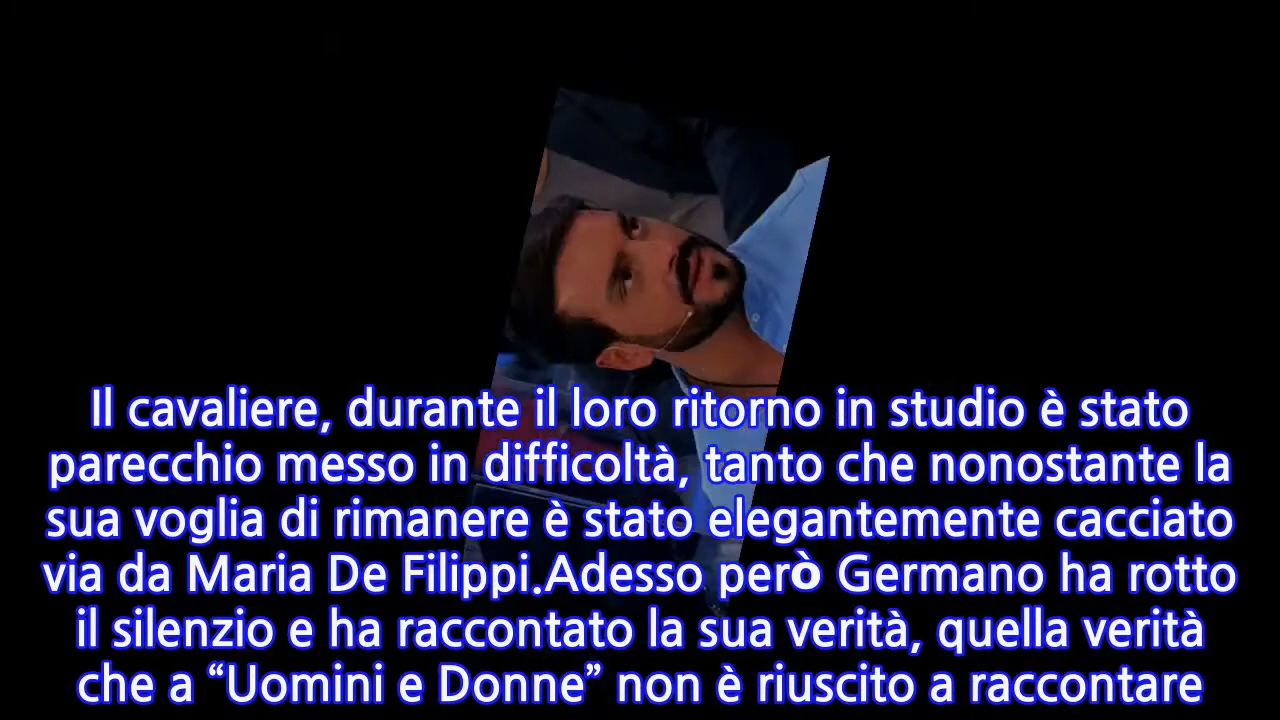 Il cavaliere, durante il loro ritorno in studio è stato
parecchio messo in difficoltà, tanto che nonostante la
sua voglia di rimanere è stato elegantemente cacciato
via da Maria De Filippi.Adesso però Germano ha rotto
il silenzio e ha raccontato la sua verità, quella verità
che a “Uomini e Donne” non è riuscito a raccontare